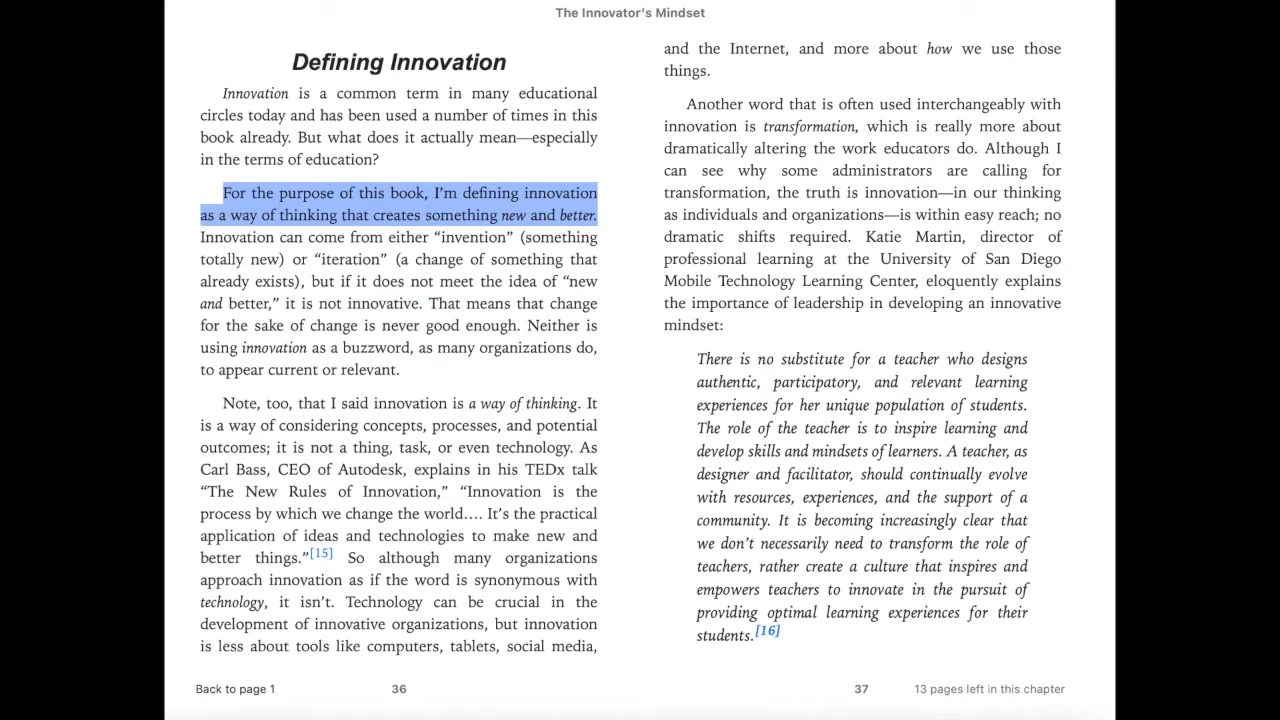 The Innovator's Mindset
Defining Innovation
Innovation is a common term in many educational
circles today and has been used a number of times in this
book already. But what does it actually mean—especially
in the terms of education?
For the purpose of this book, I’m defining innovation
as a way of thinking that creates something new and better.
Innovation can come from either “invention” (something
totally new) or “iteration” (a change of something that
already exists), but if it does not meet the idea of “new
and better,” it is not innovative. That means that change
for the sake of change is never good enough. Neither is
using innovation as a buzzword, as many organizations do,
to appear current or relevant.
Note, too, that I said innovation is a way of thinking. It
is a way of considering concepts, processes, and potential
outcomes; it is not a thing, task, or even technology. As
Carl Bass, CEO of Autodesk, explains in his TEDx talk
“The New Rules of Innovation,” “Innovation is the
process by which we change the world…. It’s the practical
application of ideas and technologies to make new and
better things.”[15] So although many organizations
approach innovation as if the word is synonymous with
technology, it isn’t. Technology can be crucial in the
development of innovative organizations, but innovation
is less about tools like computers, tablets, social media,
Back to page 1
36
and the Internet, and more about how we use those
things.
Another word that is often used interchangeably with
innovation is transformation, which is really more about
dramatically altering the work educators do. Although I
can see why some administrators are calling for
transformation, the truth is innovation—in our thinking
as individuals and organizations—is within easy reach; no
dramatic shifts required. Katie Martin, director of
professional learning at the University of San Diego
Mobile Technology Learning Center, eloquently explains
the importance of leadership in developing an innovative
mindset:
There is no substitute for a teacher who designs
authentic, participatory, and relevant learning
experiences for her unique population of students.
The role of the teacher is to inspire learning and
develop skills and mindsets of learners. A teacher, as
designer and facilitator, should continually evolve
with resources, experiences, and the support of a
community. It is becoming increasingly clear that
we don’t necessarily need to transform the role of
teachers, rather create a culture that inspires and
empowers teachers to innovate in the pursuit of
providing optimal learning experiences for their
students.[16]
37
13 pages left in this chapter